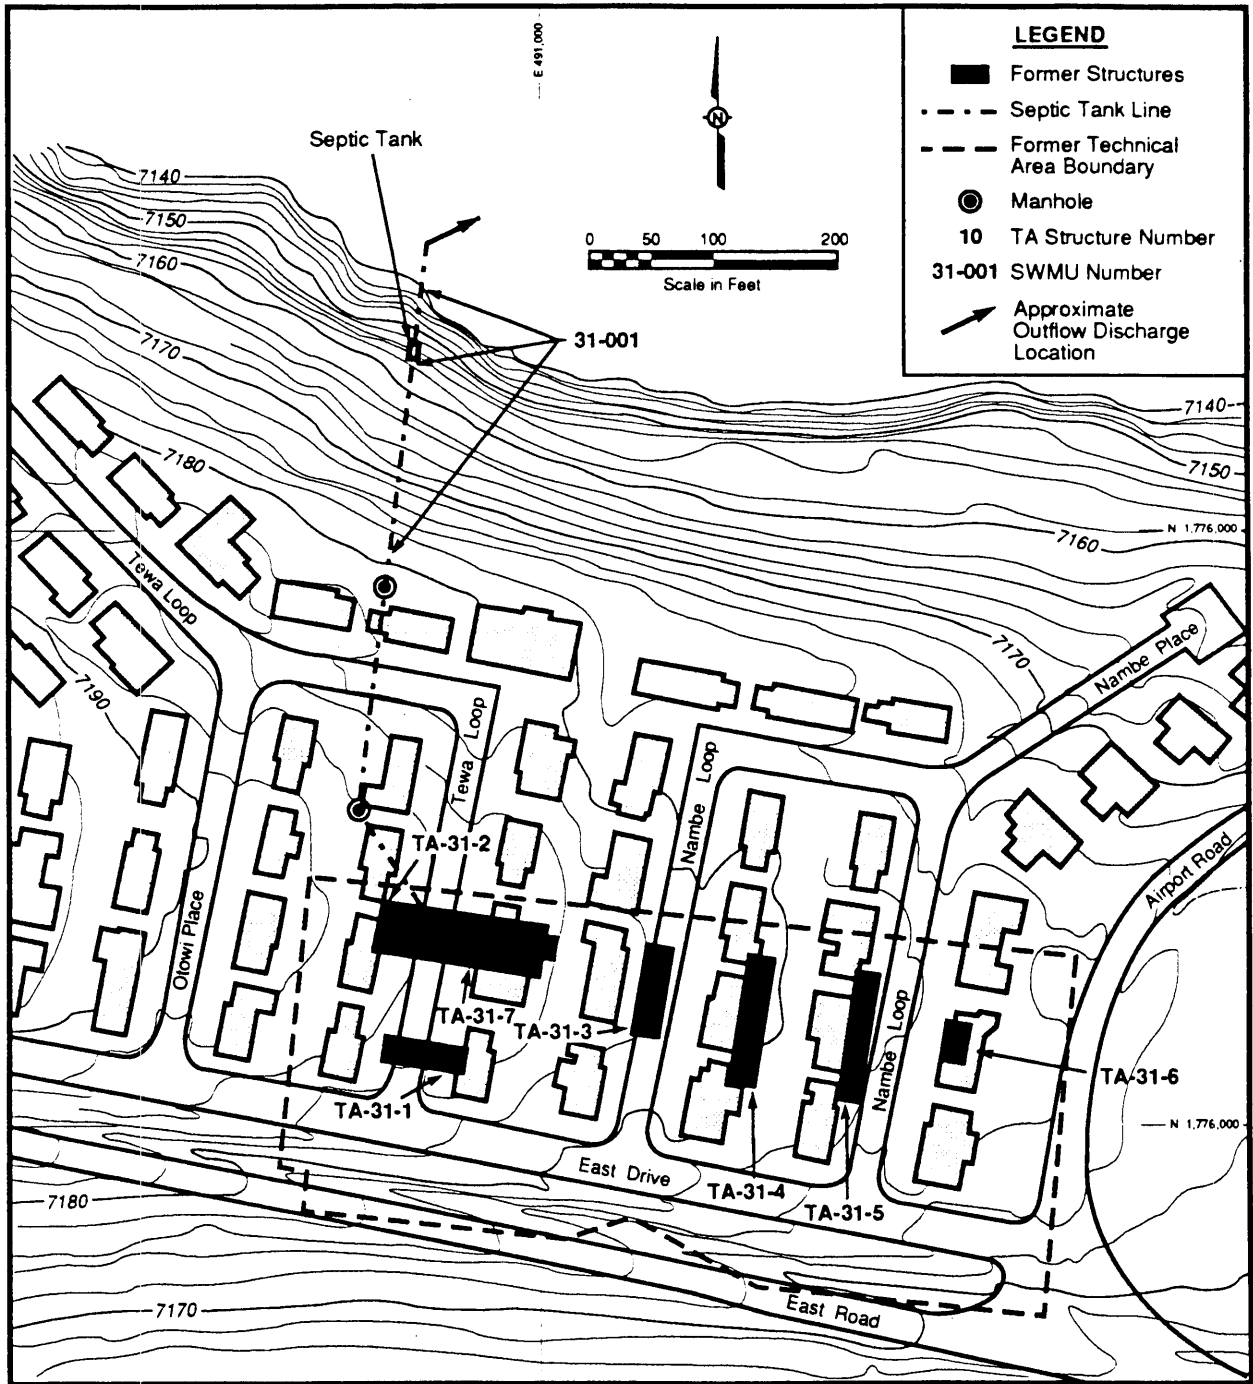 E 491,000
LEGEND
Former Structures
Septic Tank Line
Former Technical
Area Boundary
Manhole
10 TA Structure Number
31-001 SWMU Number
Approximate
Outflow Discharge
Location
N
Septic Tank
0 50 100 200
Scale in Feet
7140
7150
7160
7170
7180
7190
31-001
7140
7150
N 1,776,000
7160
7170
Tewa Loop
Nambe Place
Tewa Loop
Nambe Loop
Airport Road
TA-31-2
Otowi Place
TA-31-7
TA-31-3
Nambe Loop
TA-31-6
TA-31-1
N 1,776,000
East Drive
TA-31-4
TA-31-5
7180
East Road
7170